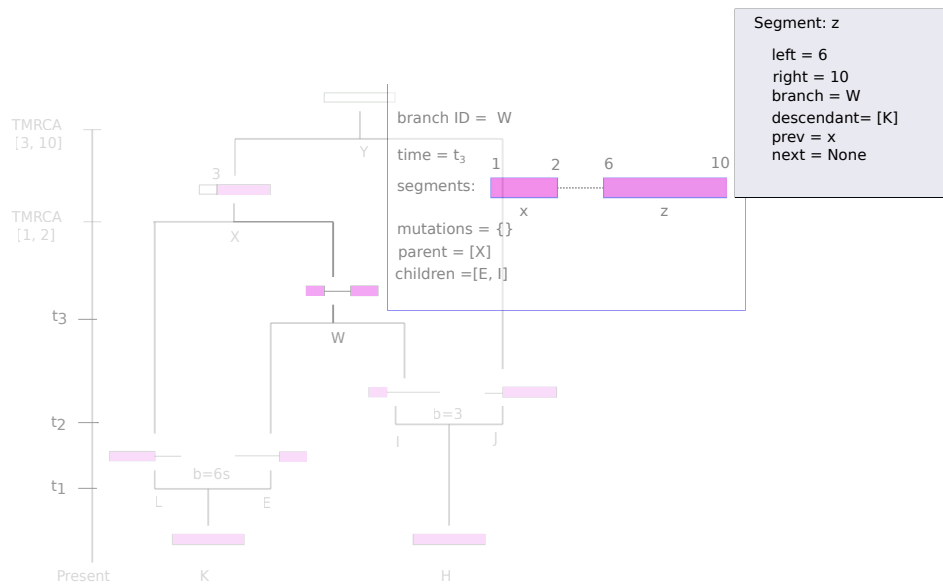 Segment: z
left = 6
right = 10
branch = W
descendant= [K]
prev = x
next = None
branch ID = W
time = t3
segments:
1 2 6 10
x z
mutations = {}
parent = [X]
children =[E, I]
TMRCA
[3, 10]
Y
3
TMRCA
[1, 2]
X
t3
W
t2
b=3
I J
b=6s
t1
L E
Present K H